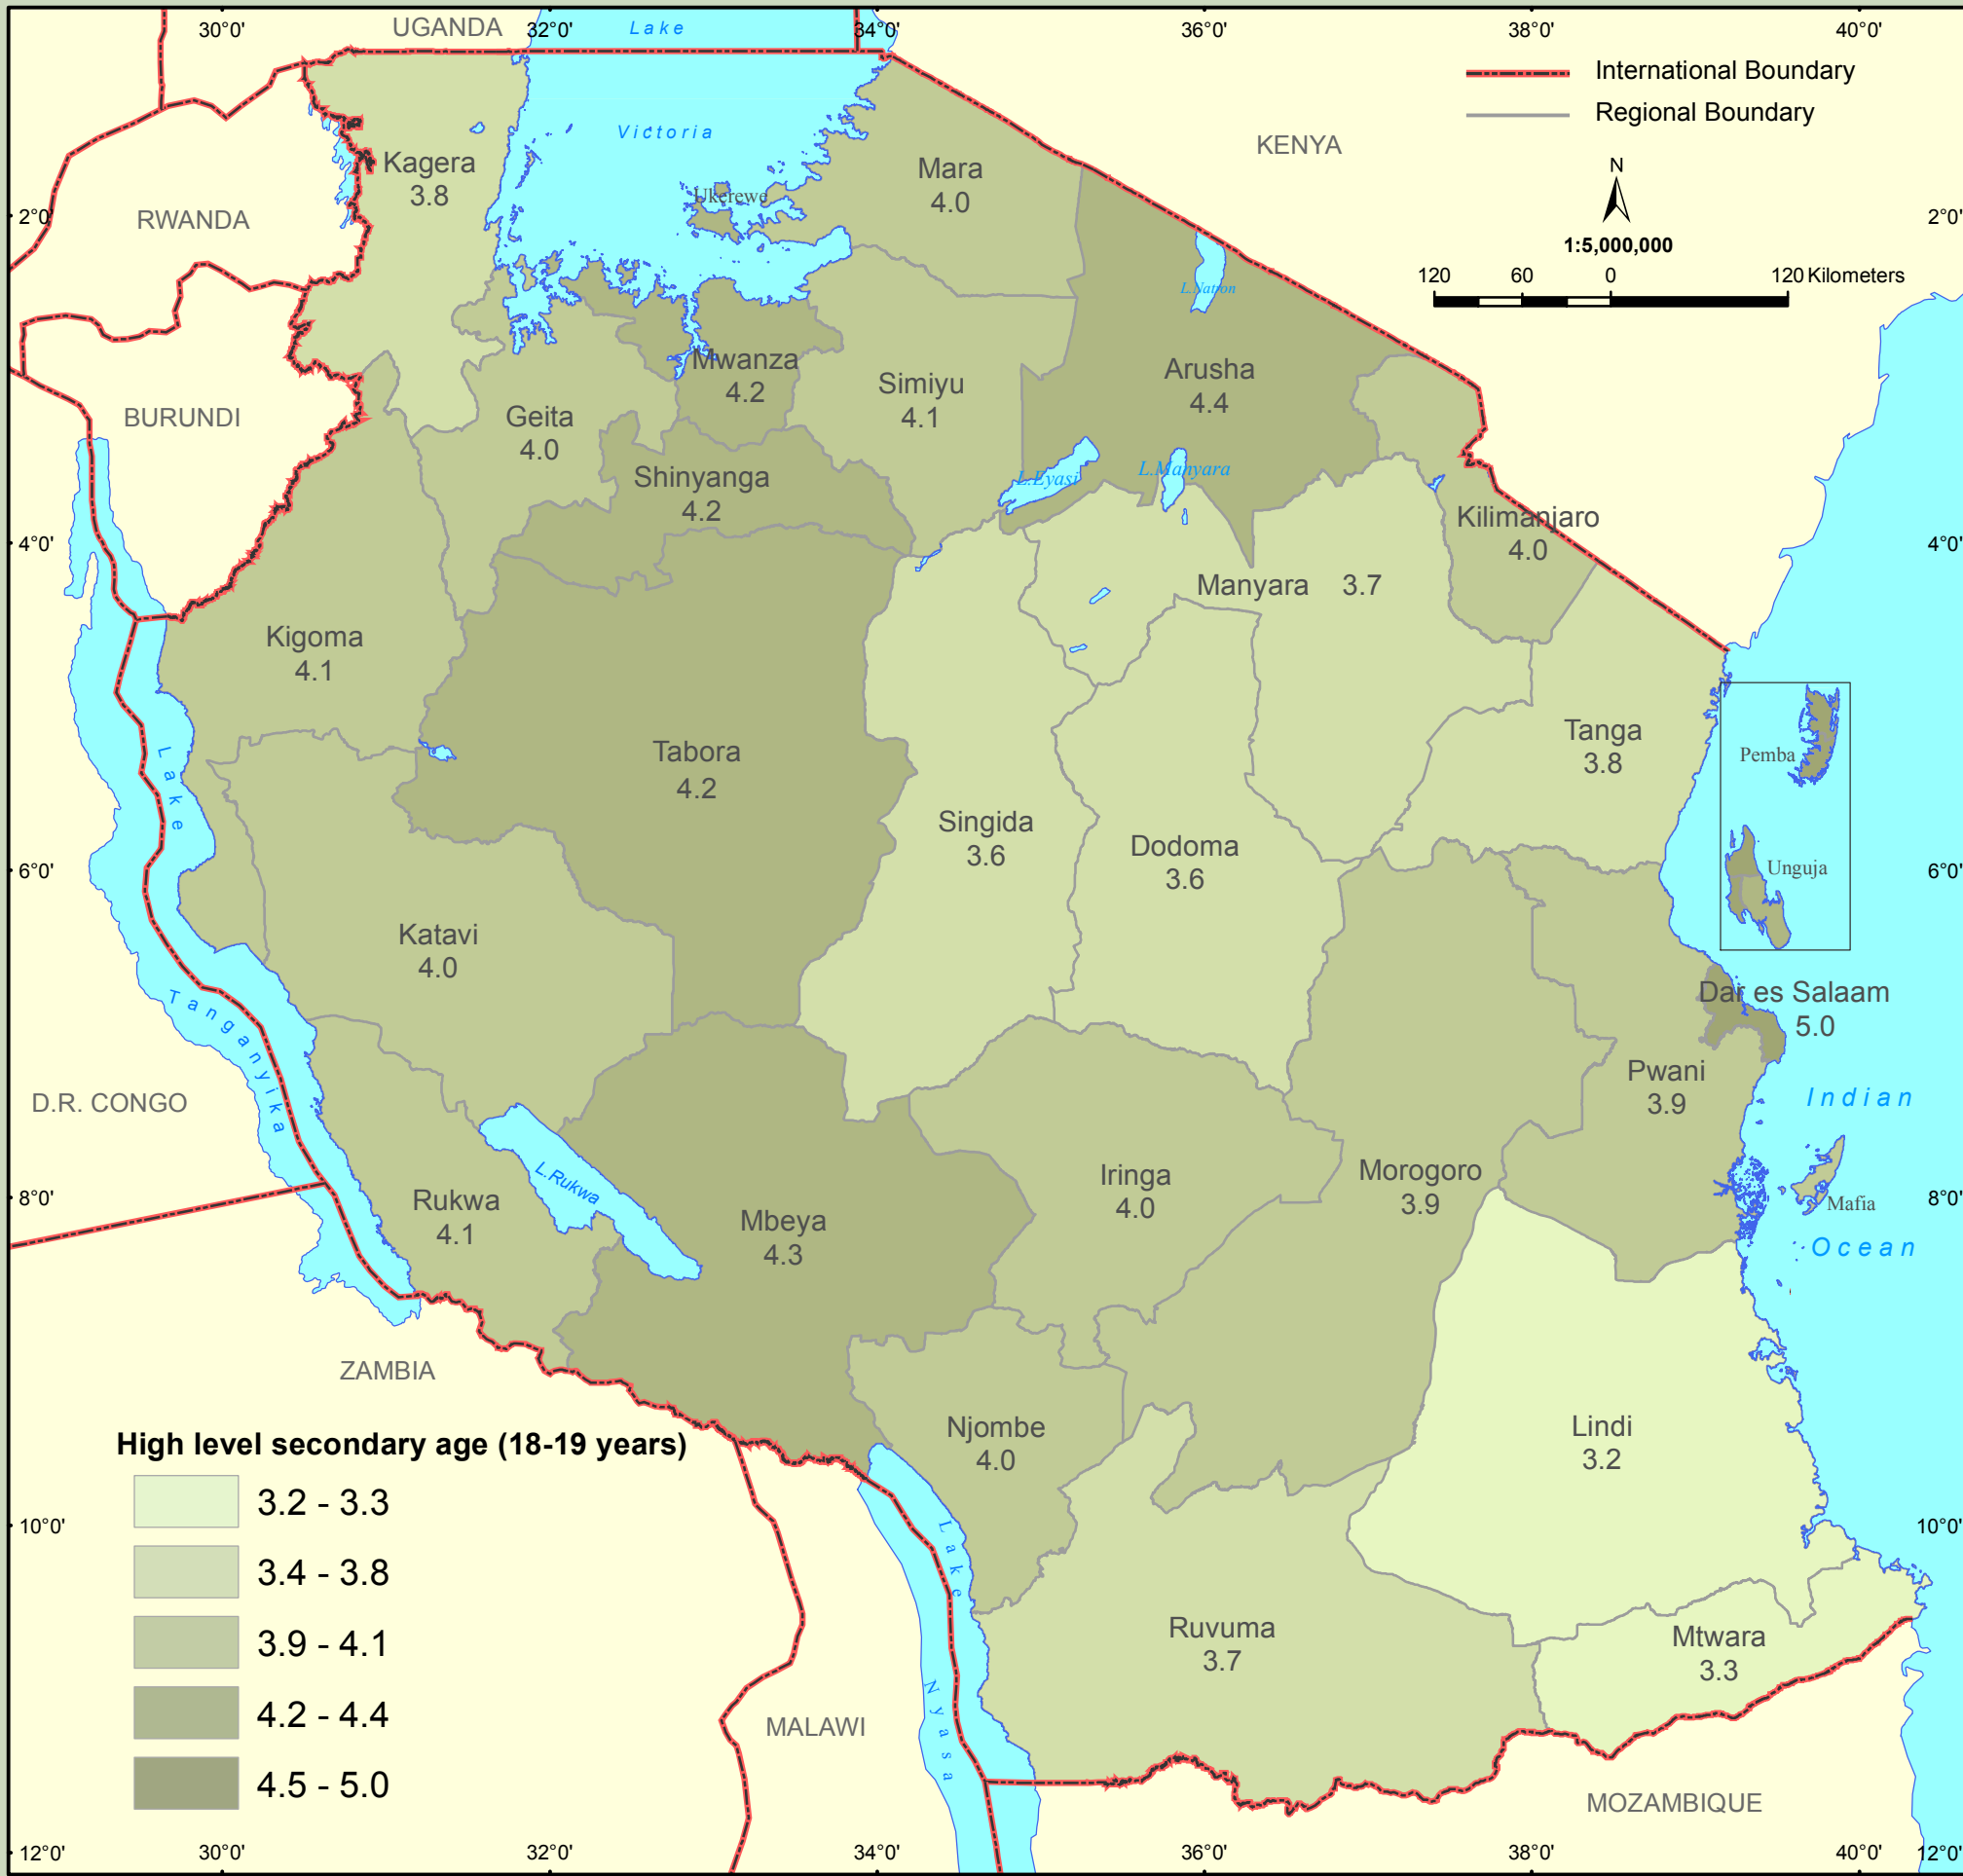 30°0'
UGANDA
32°0'
Lake
34°0'
36°0'
38°0'
40°0'
International Boundary
Regional Boundary
KENYA
N
1:5,000,000
120 60 0 120 Kilometers
Victoria
Kagera
3.8
Mara
4.0
Ukerewe
RWANDA
2°0'
2°0'
L.Natron
BURUNDI
Mwanza
4.2
Simiyu
4.1
Arusha
4.4
Geita
4.0
Shinyanga
4.2
L.Eyasi
L.Manyara
Kilimanjaro
4.0
4°0'
4°0'
Manyara 3.7
Kigoma
4.1
Tabora
4.2
Tanga
3.8
Pemba
Singida
3.6
Dodoma
3.6
Unguja
6°0'
6°0'
Katavi
4.0
Dar es Salaam
5.0
Lake
Tanganyika
D.R. CONGO
Pwani
3.9
Indian
Ocean
Mafia
L.Rukwa
Iringa
4.0
Morogoro
3.9
8°0'
8°0'
Rukwa
4.1
Mbeya
4.3
ZAMBIA
Njombe
4.0
Lindi
3.2
High level secondary age (18-19 years)
3.2 - 3.3
3.4 - 3.8
3.9 - 4.1
4.2 - 4.4
4.5 - 5.0
10°0'
10°0'
Lake
Nyasa
Ruvuma
3.7
Mtwara
3.3
MALAWI
MOZAMBIQUE
12°0'
30°0'
32°0'
34°0'
36°0'
38°0'
40°0'
12°0'